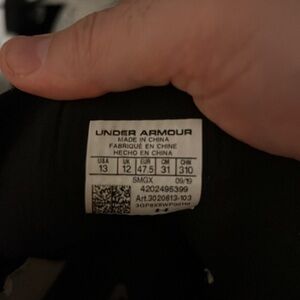 UNDER ARMOUR
MADE IN CHINA
FABRIQUÉ EN CHINE
HECHO EN CHINA
USA UK EUR CM CHN
13 12 47.5 31 310
SMGX 09/19
4202495399
Art.3020613-103